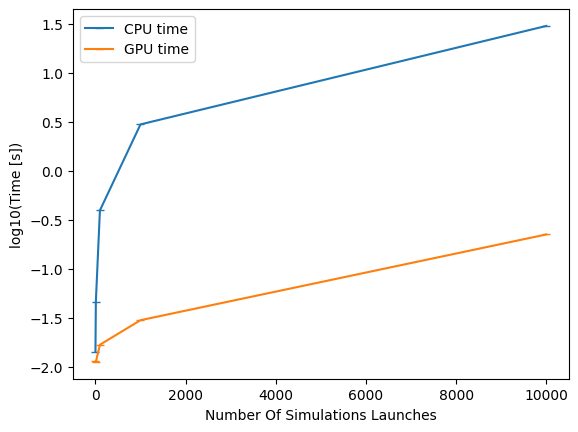 CPU time
GPU time
1.5
1.0
0.5
0.0
−0.5
−1.0
−1.5
−2.0
log10(Time [s])
0 2000 4000 6000 8000 10000
Number Of Simulations Launches